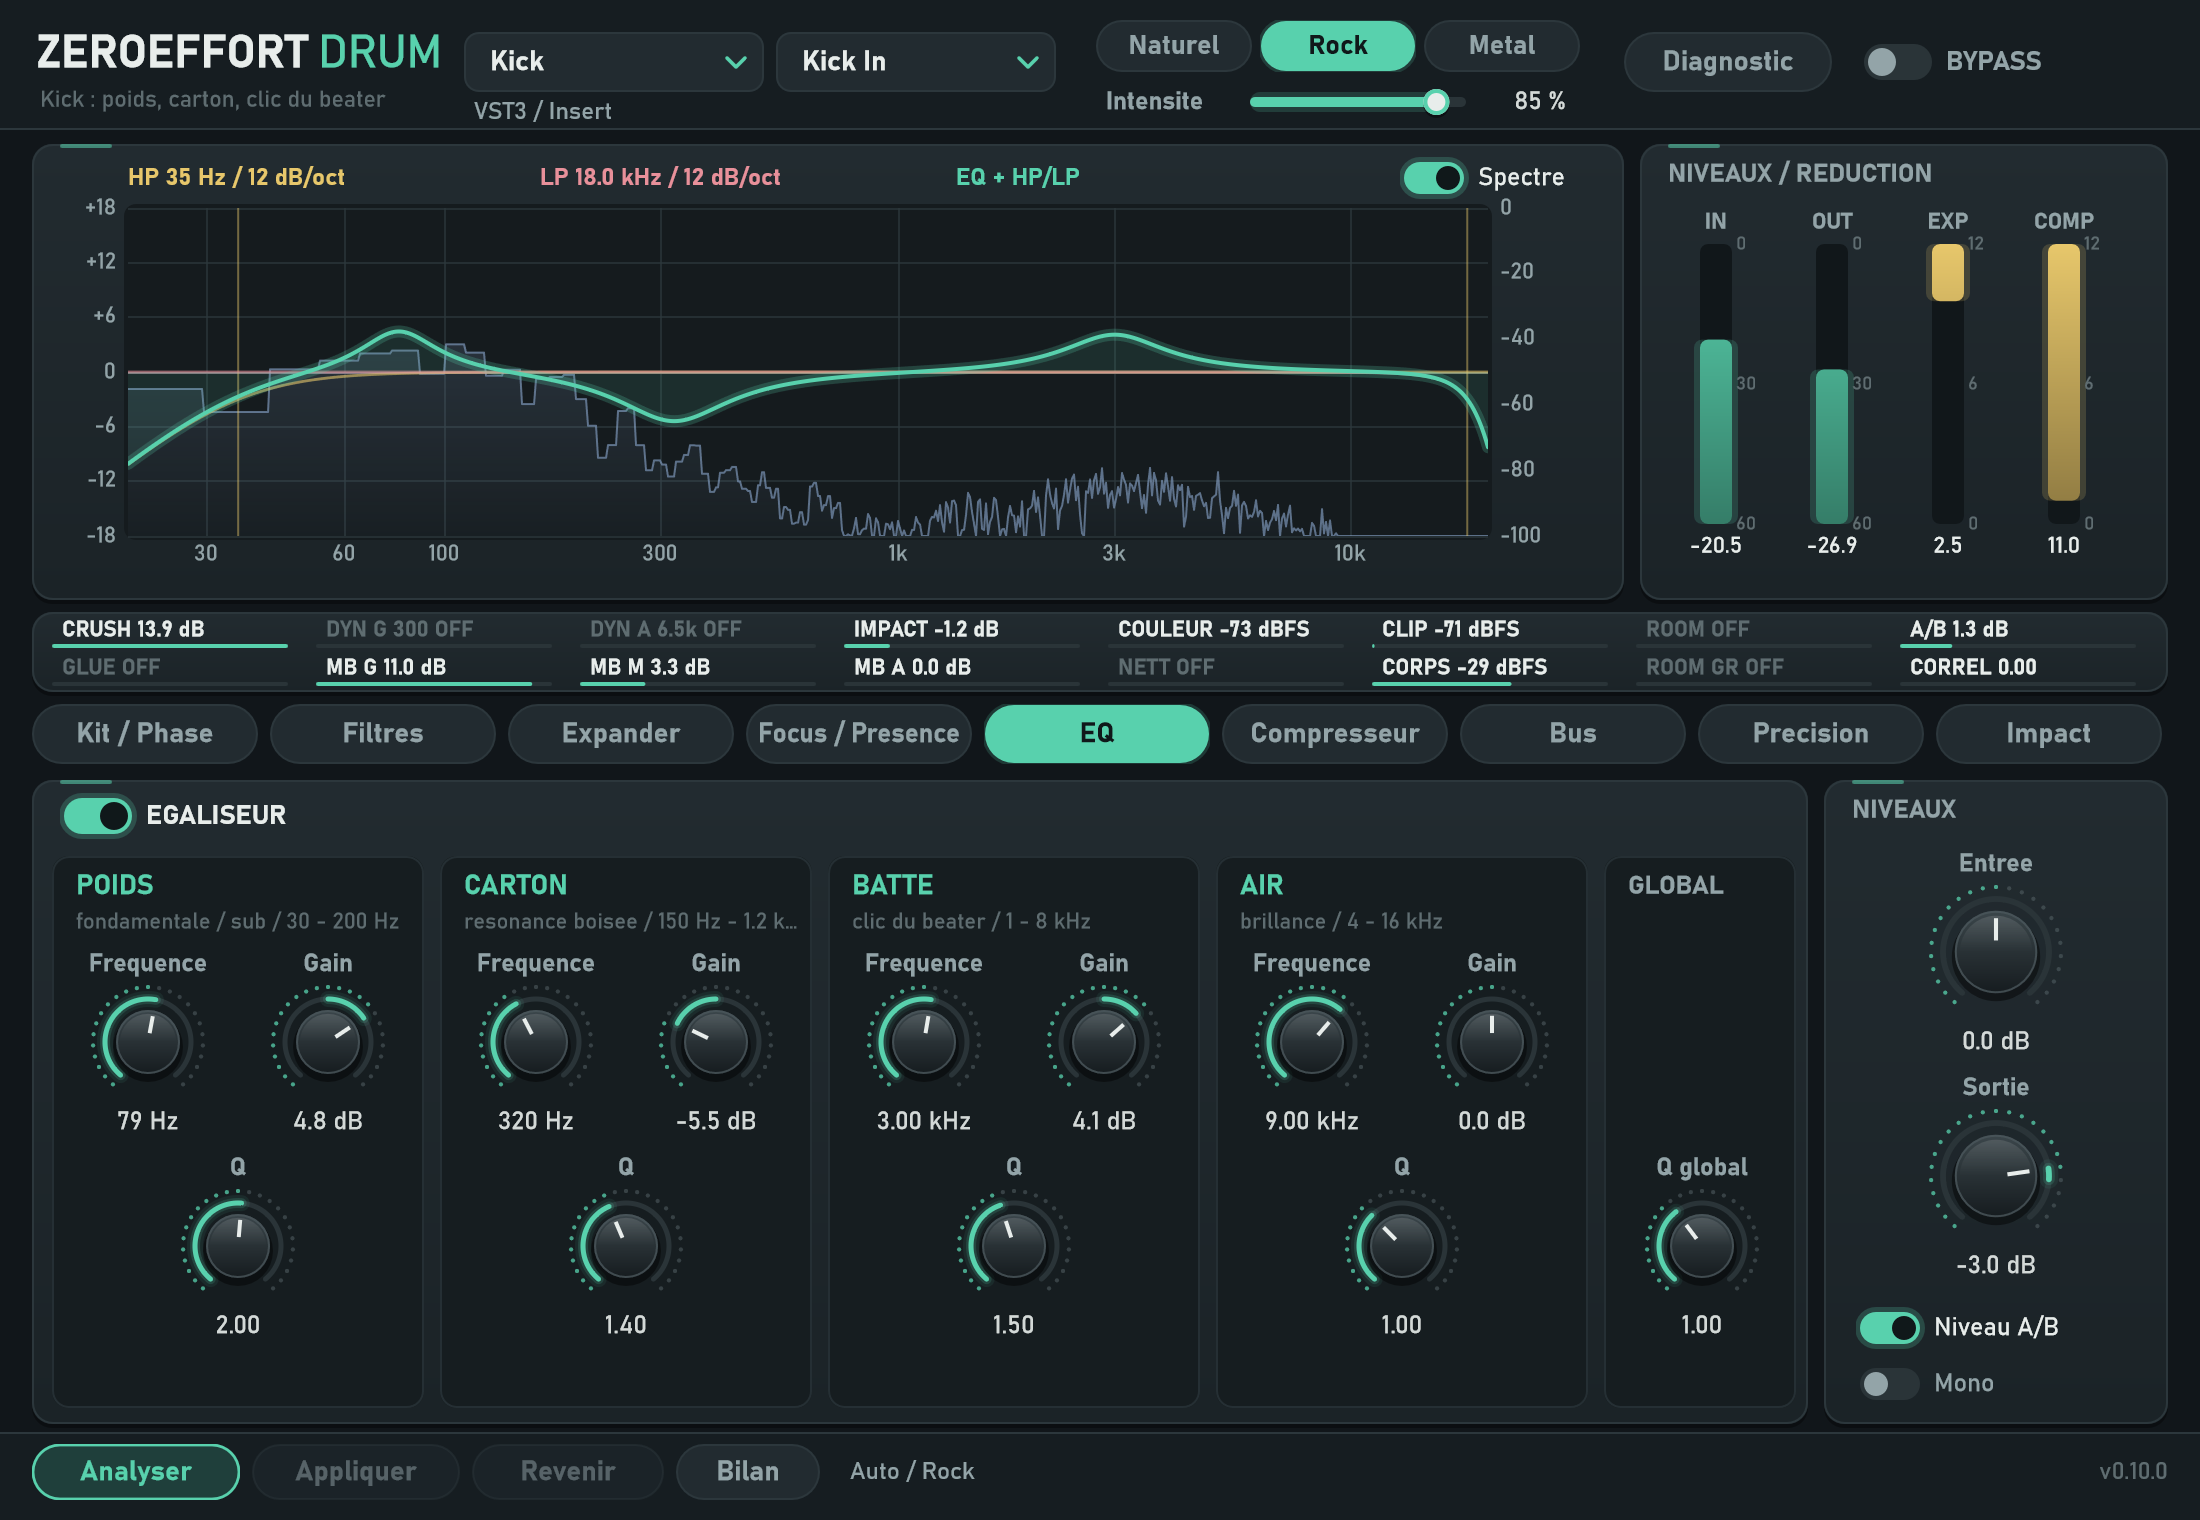 ZEROEFFORT DRUM
Kick : poids, carton, clic du beater
Kick
Kick In
VST3 / Insert
Naturel
Rock
Metal
Intensite
85 %
Diagnostic
BYPASS
HP 35 Hz / 12 dB/oct
LP 18.0 kHz / 12 dB/oct
EQ + HP/LP
Spectre
+18
+12
+6
0
-6
-12
-18
0
-20
-40
-60
-80
-100
30
60
100
300
1k
3k
10k
NIVEAUX / REDUCTION
IN
OUT
EXP
COMP
0
0
12
12
30
30
6
6
60
60
0
0
-20.5
-26.9
2.5
11.0
CRUSH 13.9 dB
DYN G 300 OFF
DYN A 6.5k OFF
IMPACT -1.2 dB
COULEUR -73 dBFS
CLIP -71 dBFS
ROOM OFF
A/B 1.3 dB
GLUE OFF
MB G 11.0 dB
MB M 3.3 dB
MB A 0.0 dB
NETT OFF
CORPS -29 dBFS
ROOM GR OFF
CORREL 0.00
Kit / Phase
Filtres
Expander
Focus / Presence
EQ
Compresseur
Bus
Precision
Impact
EGALISEUR
POIDS
fondamentale / sub / 30 - 200 Hz
Frequence
Gain
79 Hz
4.8 dB
Q
2.00
CARTON
resonance boisee / 150 Hz - 1.2 k...
Frequence
Gain
320 Hz
-5.5 dB
Q
1.40
BATTE
clic du beater / 1 - 8 kHz
Frequence
Gain
3.00 kHz
4.1 dB
Q
1.50
AIR
brillance / 4 - 16 kHz
Frequence
Gain
9.00 kHz
0.0 dB
Q
1.00
GLOBAL
Q global
1.00
NIVEAUX
Entree
0.0 dB
Sortie
-3.0 dB
Niveau A/B
Mono
Analyser
Appliquer
Revenir
Bilan
Auto / Rock
v0.10.0